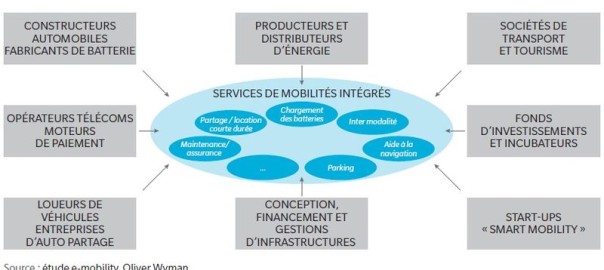 CONSTRUCTEURS
AUTOMOBILES
FABRICANTS DE BATTERIE
PRODUCTEURS ET
DISTRIBUTEURS
D'ÉNERGIE
SOCIÉTÉS DE
TRANSPORT
ET TOURISME
SERVICES DE MOBILITÉS INTÉGRÉS
OPÉRATEURS TÉLÉCOMS
MOTEURS
DE PAIEMENT
Partage / location
courte durée
Chargement
des batteries
Inter modalité
Maintenance/
assurance
Aide à la
navigation
...
Parking
FONDS
D'INVESTISSEMENTS
ET INCUBATEURS
LOUEURS DE
VÉHICULES
ENTREPRISES
D'AUTO PARTAGE
CONCEPTION,
FINANCEMENT ET
GESTIONS
D'INFRASTRUCTURES
START-UPS
« SMART MOBILITY »
Source : étude e-mobility, Oliver Wyman